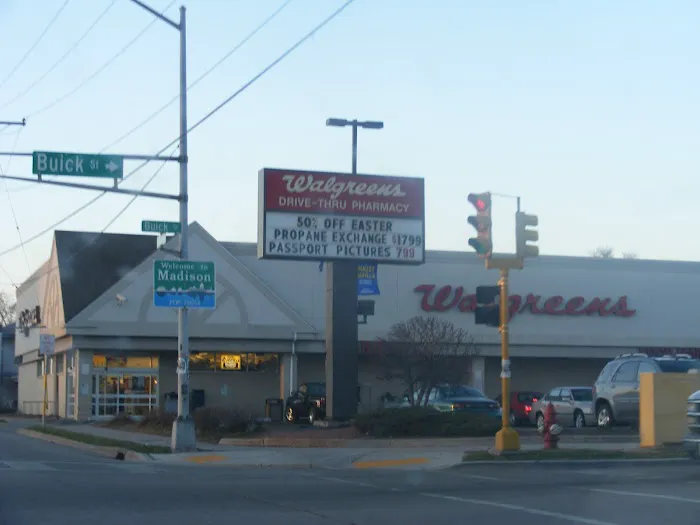 Buick St
Buick St
Welcome to
Madison
Walgreens
DRIVE-THRU PHARMACY
50% OFF EASTER
PROPANE EXCHANGE $1799
PASSPORT PICTURES 799
Walgreens